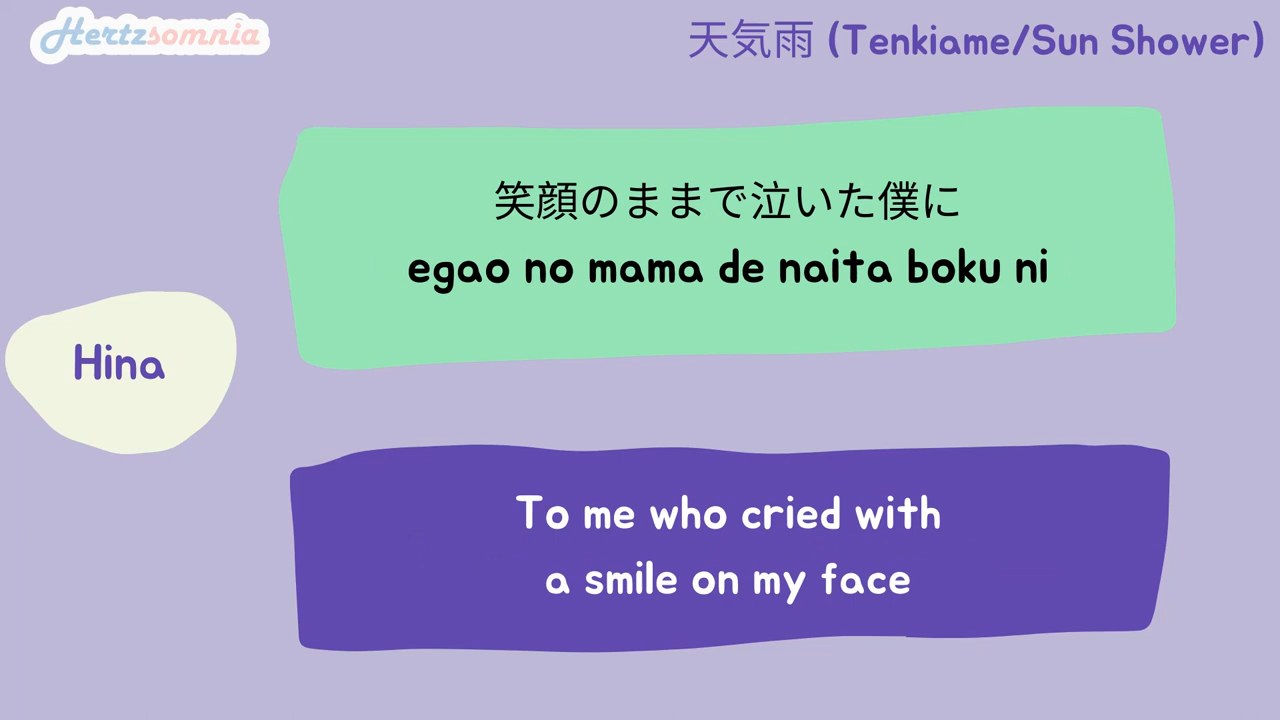 Hertzsomnia
天気雨 (Tenkiame/Sun Shower)
笑顔のままで泣いた僕に
egao no mama de naita boku ni
Hina
To me who cried with
a smile on my face